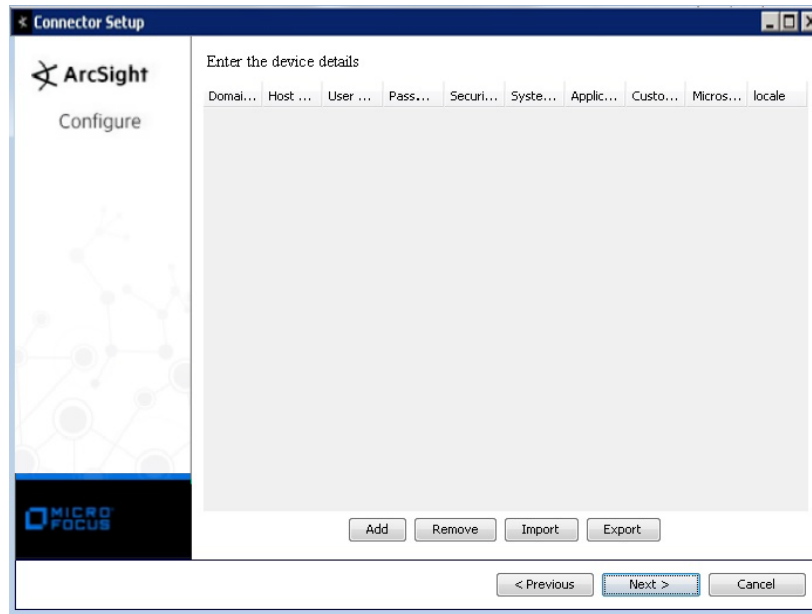 Connector Setup
ArcSight
Configure
Enter the device details
Domai... Host ... User ... Pass... Securi... Syste... Applic... Custo... Micros... locale
MICRO
FOCUS
Add Remove Import Export
< Previous Next > Cancel